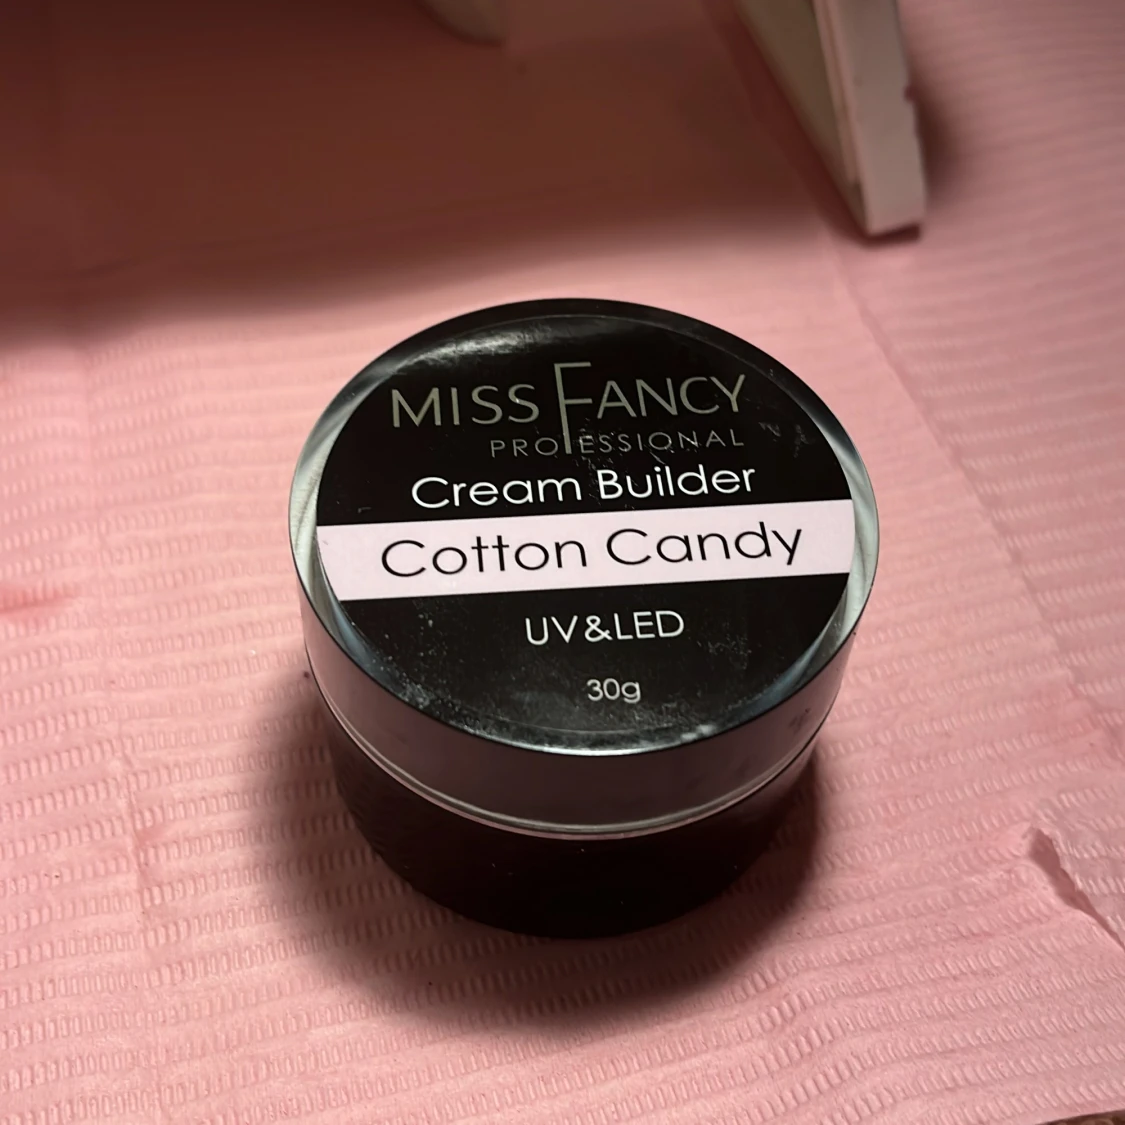 MISS FANCY
PROFESSIONAL
Cream Builder
Cotton Candy
UV&LED
30g